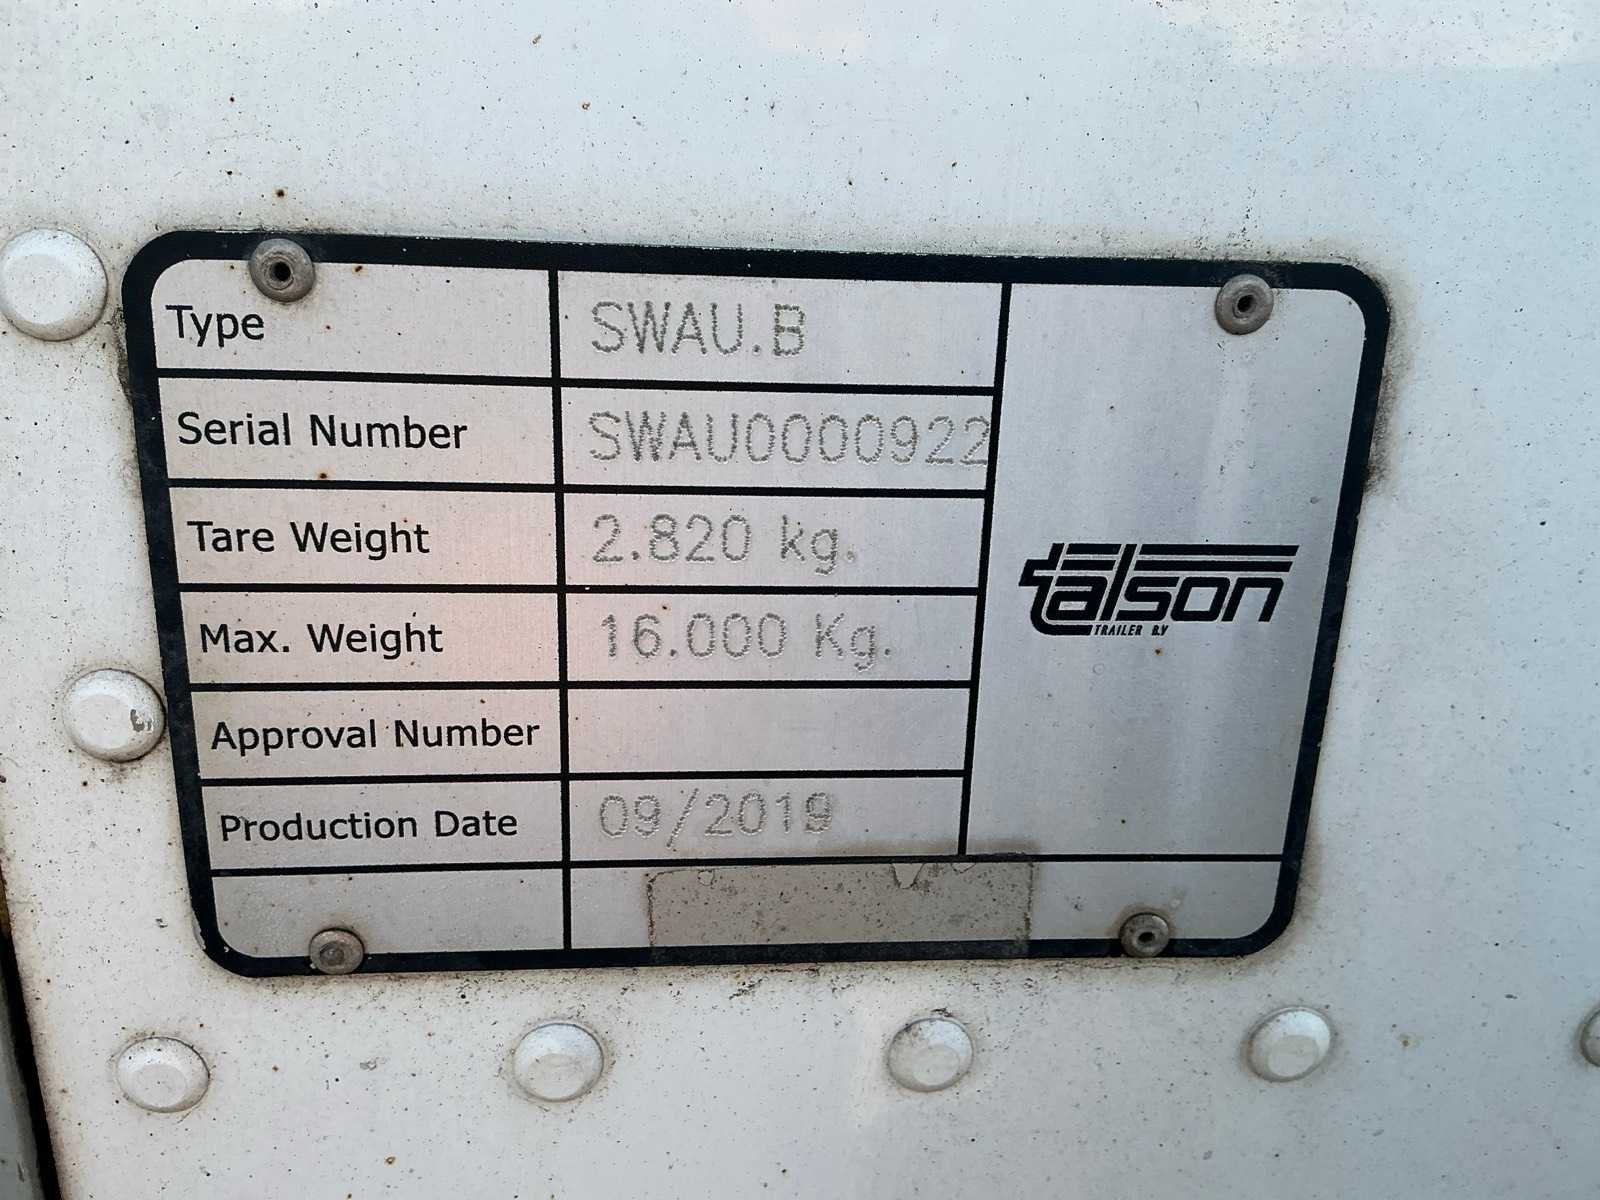 Type SWAU.B
Serial Number SWAU0000922
Tare Weight 2.820 kg.
Max. Weight 16.000 Kg.
Approval Number
Production Date 09/2019
talson
TRAILER B.V